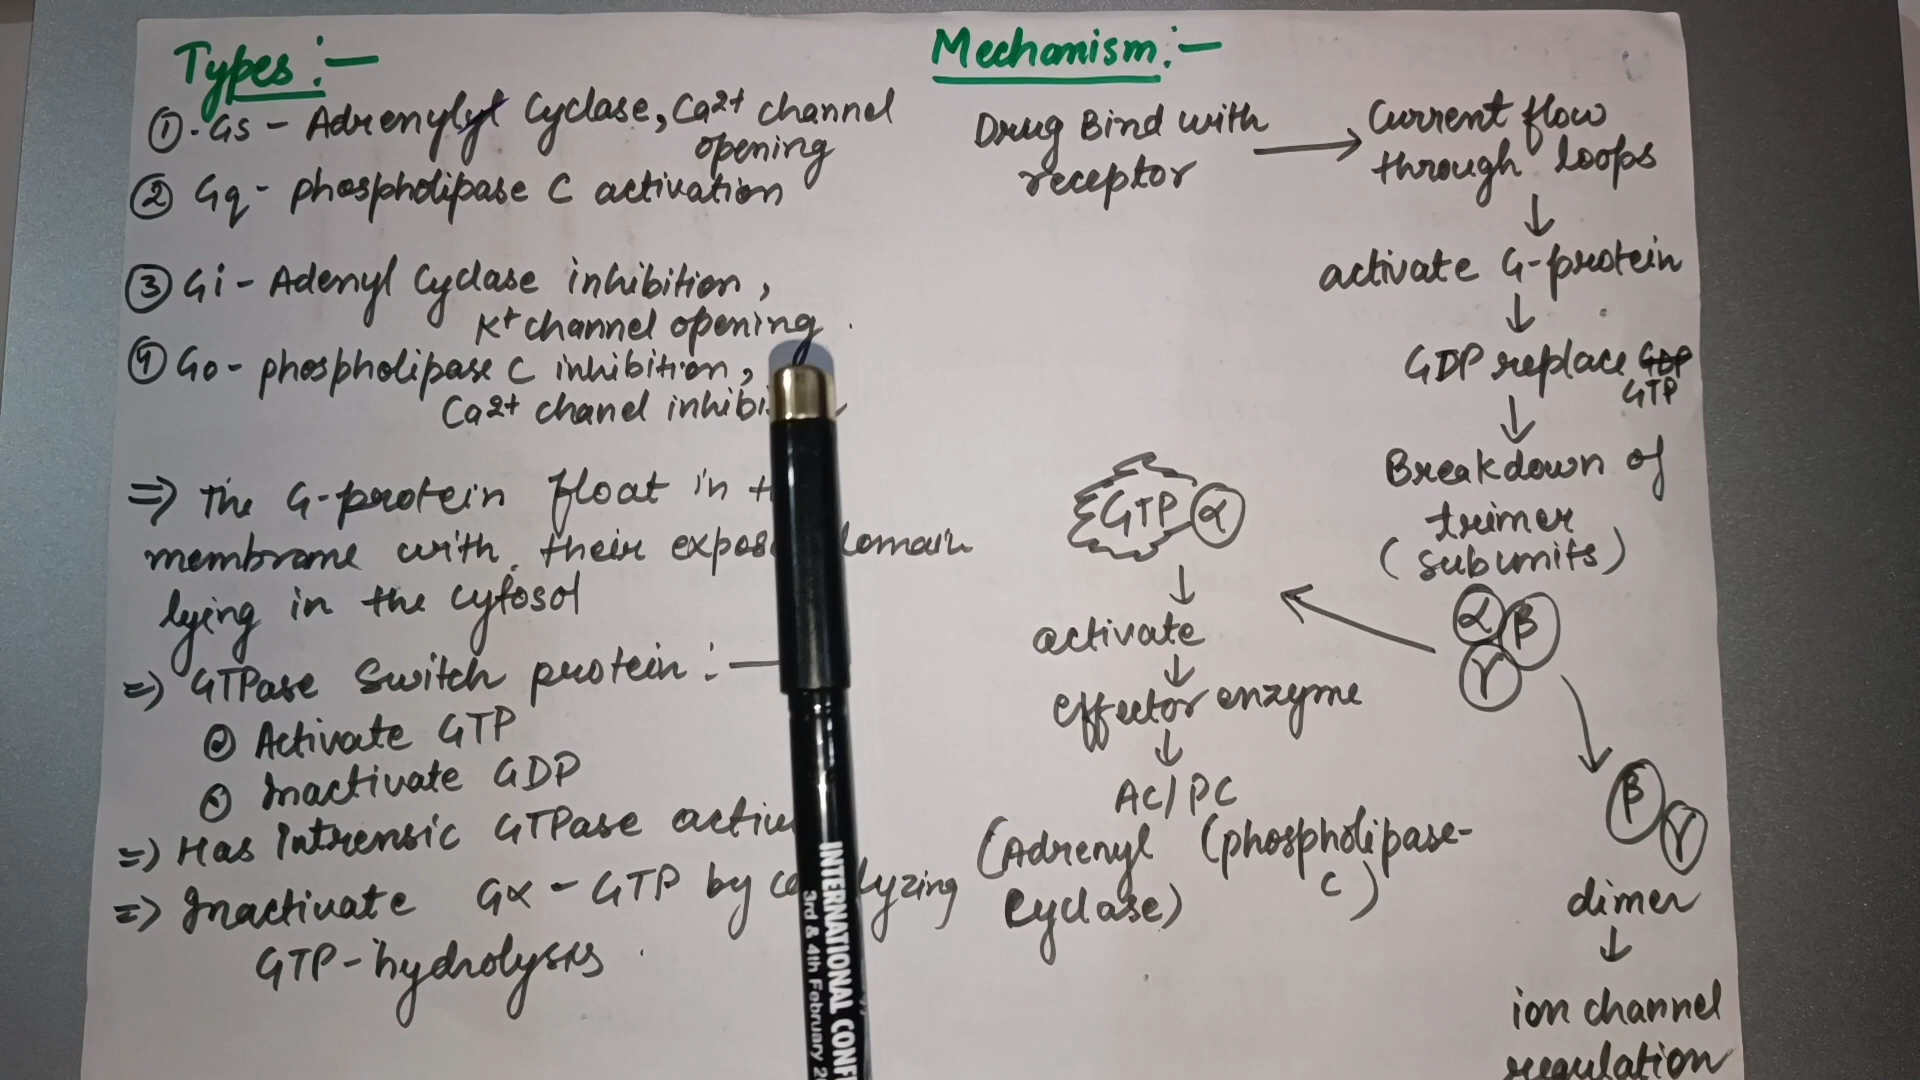 Types :-
① . Gs - Adrenylyl Cyclase, Ca2+ channel
opening
② Gq - phospholipase C activation
③ Gi - Adenyl Cyclase inhibition,
K+ channel opening .
④ Go - phospholipase C inhibition,
Ca2+ chanel
=> The G-protein float in
membrane with their domain
lying in the cytosol
=> GTPase Switch protein :-
Activate GTP
Inactivate GDP
=> Has Intrensic GTPase
=> Inactivate Gα - GTP by
GTP-hydrolysis .
Mechanism :-
Drug Bind with
receptor
→
Current flow
through loops
↓
activate G-protein
↓
GDP replace GDP
GTP
↓
Breakdown of
trimer
(subunits)
α β
γ
GTP α
↓
activate
↓
effector enzyme
↓
AC/PC
(Adrenyl (phospholipase-
Cyclase) C)
β
γ
dimer
↓
ion channel
regulation
INTERNATIONAL
3rd & 4th February